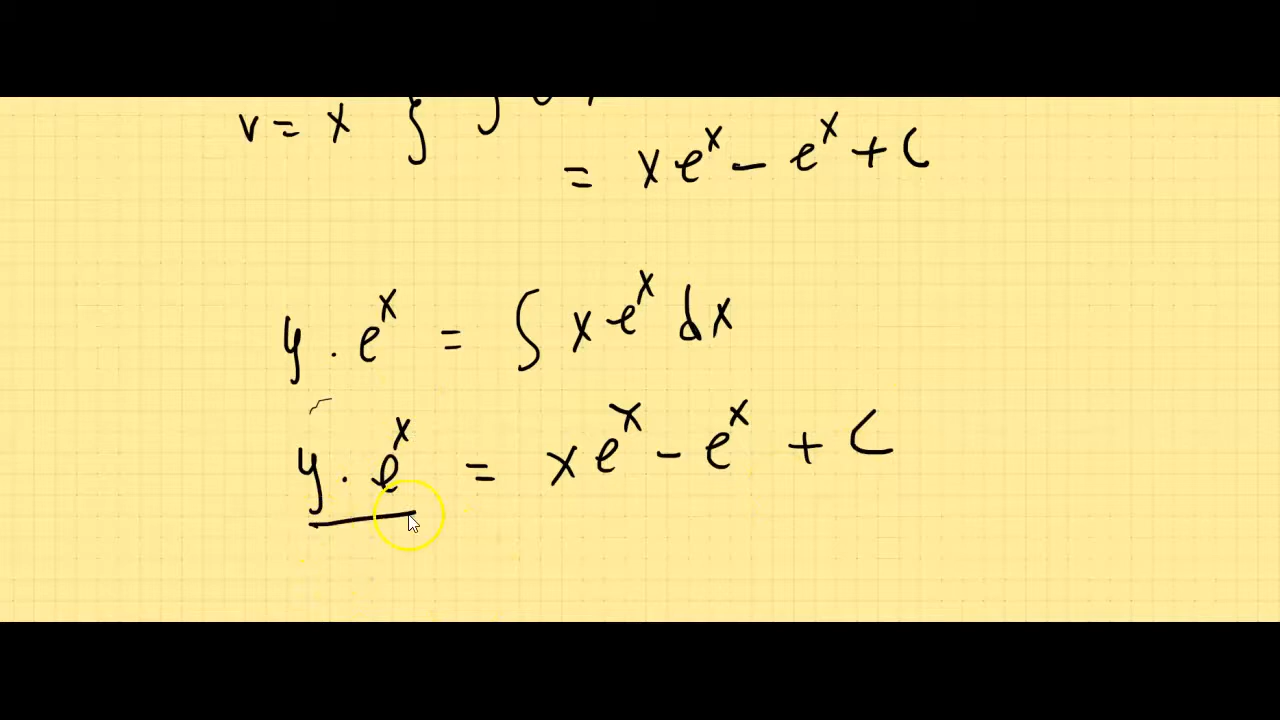 v = x }
= xe^x - e^x + C
y . e^x = ∫ x e^x dx
y . e^x = xe^x - e^x + C